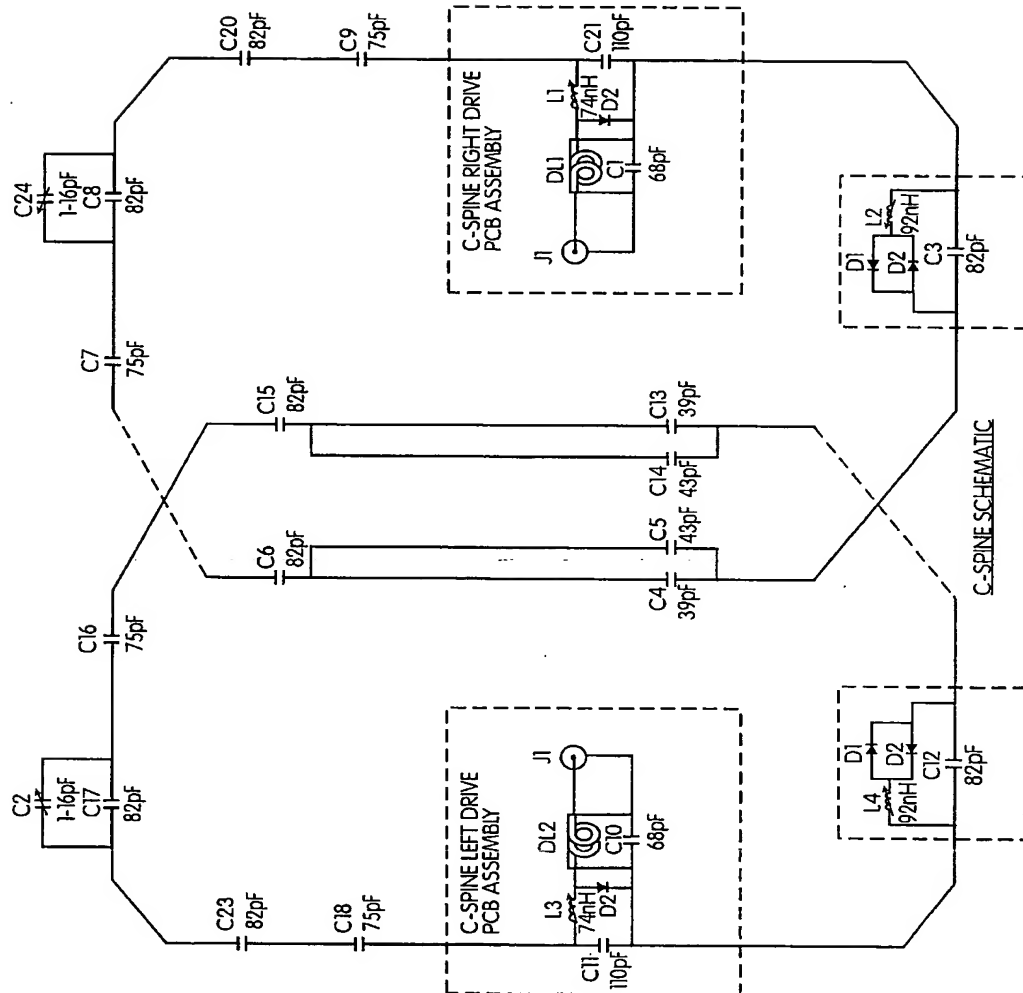 C20
82pF
C9
75pF
C24
1-16pF
C8
82pF
C7
75pF
C-SPINE RIGHT DRIVE
PCB ASSEMBLY
C21
110pF
L1
74nH
D2
DL1
C1
68pF
J1
C15
82pF
C13
39pF
C14
43pF
C6
82pF
C5
43pF
C4
39pF
D1
L2
92nH
D2
C3
82pF
C16
75pF
C2
1-16pF
C17
82pF
C23
82pF
C18
75pF
C-SPINE LEFT DRIVE
PCB ASSEMBLY
J1
DL2
C10
68pF
L3
74nH
D2
C11
110pF
D1
D2
L4
92nH
C12
82pF
C-SPINE SCHEMATIC